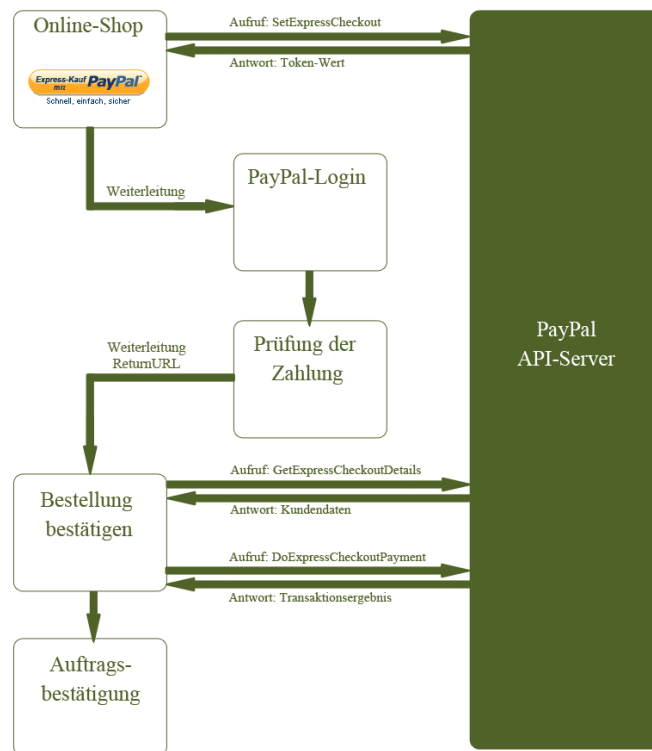 Online-Shop
Express-Kauf
mit
PayPal
Schnell, einfach, sicher
Aufruf: SetExpressCheckout
Antwort: Token-Wert
Weiterleitung
PayPal-Login
Weiterleitung
ReturnURL
Prüfung der
Zahlung
PayPal
API-Server
Bestellung
bestätigen
Aufruf: GetExpressCheckoutDetails
Antwort: Kundendaten
Aufruf: DoExpressCheckoutPayment
Antwort: Transaktionsergebnis
Auftrags-
bestätigung